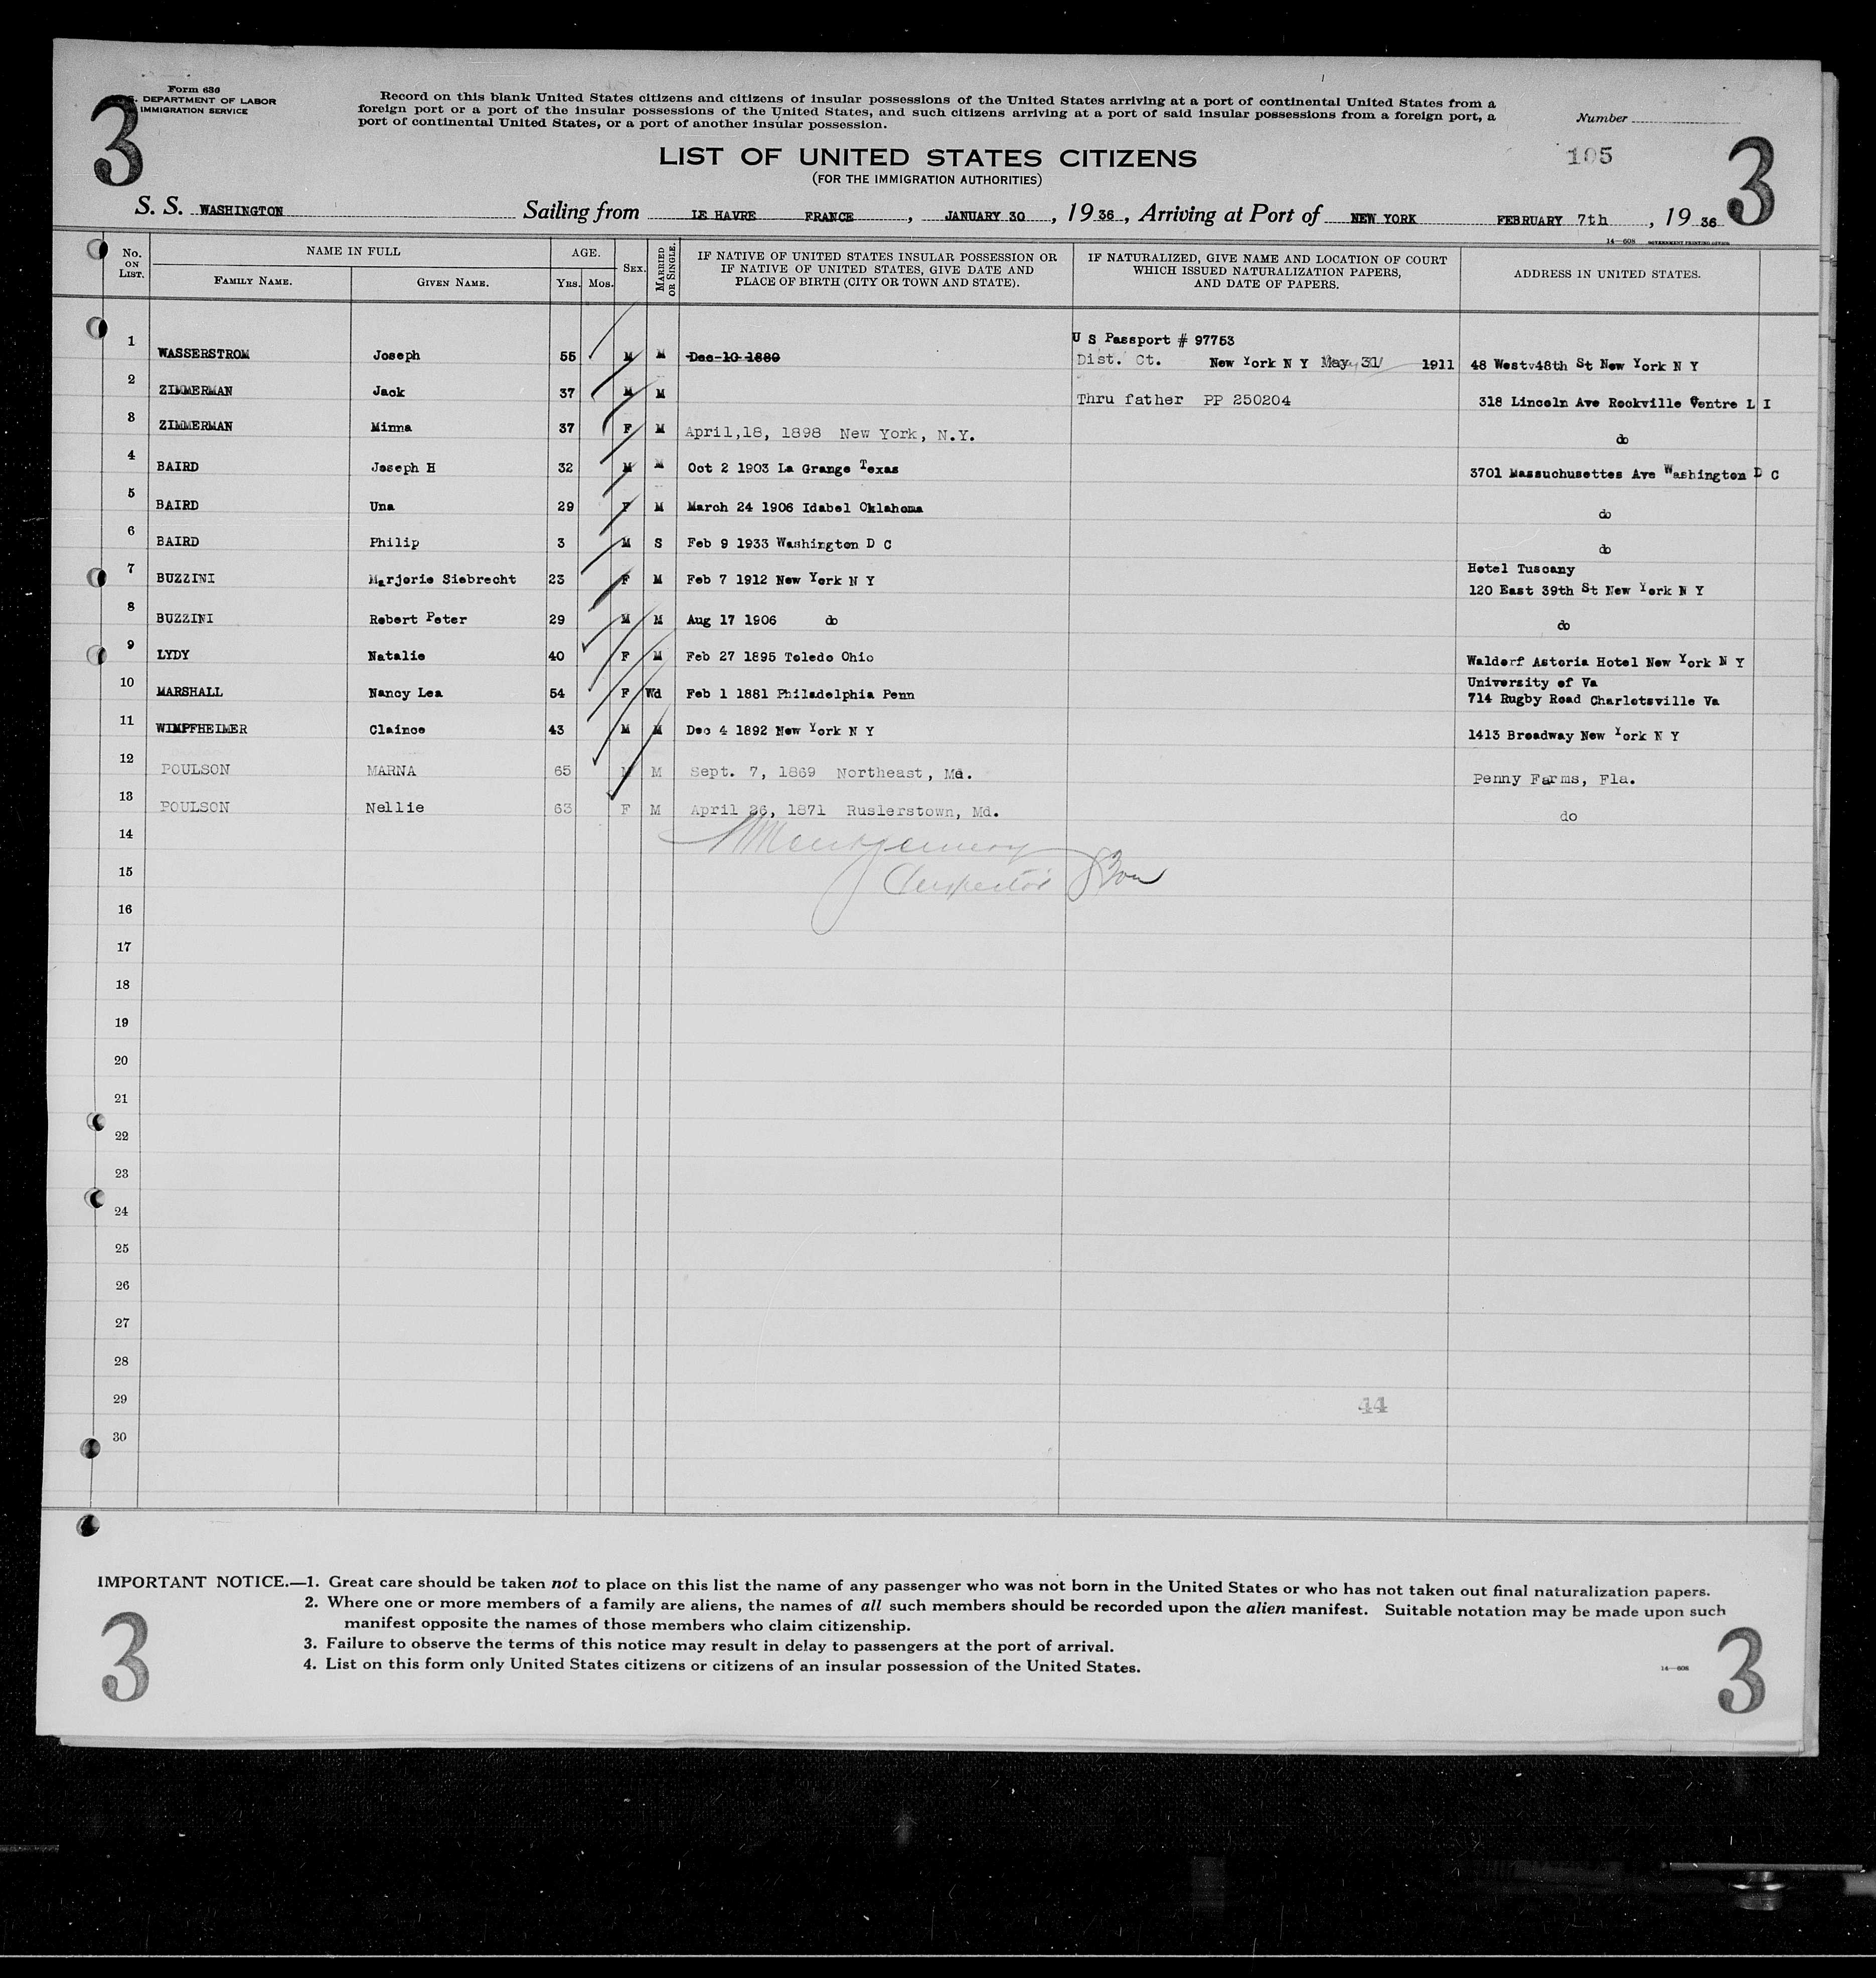 Form 630
DEPARTMENT OF LABOR
IMMIGRATION SERVICE
3
Record on this blank United States citizens and citizens of insular possessions of the United States arriving at a port of continental United States from a
foreign port or a port of the insular possessions of the United States, and such citizens arriving at a port of said insular possessions from a foreign port, a
port of continental United States, or a port of another insular possession.
Number
105
3
LIST OF UNITED STATES CITIZENS
(FOR THE IMMIGRATION AUTHORITIES)
S. S. WASHINGTON Sailing from LE HAVRE FRANCE, JANUARY 30, 1936, Arriving at Port of NEW YORK FEBRUARY 7th, 1936
14—608 GOVERNMENT PRINTING OFFICE
No. ON LIST. NAME IN FULL FAMILY NAME. GIVEN NAME. AGE. YRS. MOS. SEX. MARRIED OR SINGLE. IF NATIVE OF UNITED STATES INSULAR POSSESSION OR IF NATIVE OF UNITED STATES, GIVE DATE AND PLACE OF BIRTH (CITY OR TOWN AND STATE). IF NATURALIZED, GIVE NAME AND LOCATION OF COURT WHICH ISSUED NATURALIZATION PAPERS, AND DATE OF PAPERS. ADDRESS IN UNITED STATES.
U S Passport # 97753
1 WASSERSTROM Joseph 55 M M Dec 10 1880 Dist. Ct. New York N Y May 31 1911 48 Westv48th St New York N Y
2 ZIMMERMAN Jack 37 M M Thru father PP 250204 318 Lincoln Ave Rockville Centre L I
3 ZIMMERMAN Minna 37 F M April,18, 1898 New York, N.Y. do
4 BAIRD Joseph H 32 M M Oct 2 1903 La Grange Texas 3701 Massuchusettes Ave Washington D C
5 BAIRD Una 29 F M March 24 1906 Idabel Oklahoma do
6 BAIRD Philip 3 M S Feb 9 1933 Washington D C do
Hotel Tuscany
7 BUZZINI Marjorie Siebrecht 23 F M Feb 7 1912 New York N Y 120 East 39th St New York N Y
8 BUZZINI Robert Peter 29 M M Aug 17 1906 do do
9 LYDY Natalie 40 F M Feb 27 1895 Toledo Ohio Waldorf Astoria Hotel New York N Y
University of Va
10 MARSHALL Nancy Lea 54 F Wd Feb 1 1881 Philadelphia Penn 714 Rugby Road Charlotsville Va
11 WIMPFHEIMER Clainco 43 M M Dec 4 1892 New York N Y 1413 Broadway New York N Y
12 POULSON MARNA 65 M M Sept. 7, 1869 Northeast, Md. Penny Farms, Fla.
13 POULSON Nellie 63 F M April 26, 1871 Ruslerstown, Md. do
14 Montgomery
15 Inspector
16
17
18
19
20
21
22
23
24
25
26
27
28
29 44
30
IMPORTANT NOTICE.—1. Great care should be taken not to place on this list the name of any passenger who was not born in the United States or who has not taken out final naturalization papers.
2. Where one or more members of a family are aliens, the names of all such members should be recorded upon the alien manifest. Suitable notation may be made upon such
manifest opposite the names of those members who claim citizenship.
3. Failure to observe the terms of this notice may result in delay to passengers at the port of arrival.
4. List on this form only United States citizens or citizens of an insular possession of the United States.
14—608
3
3